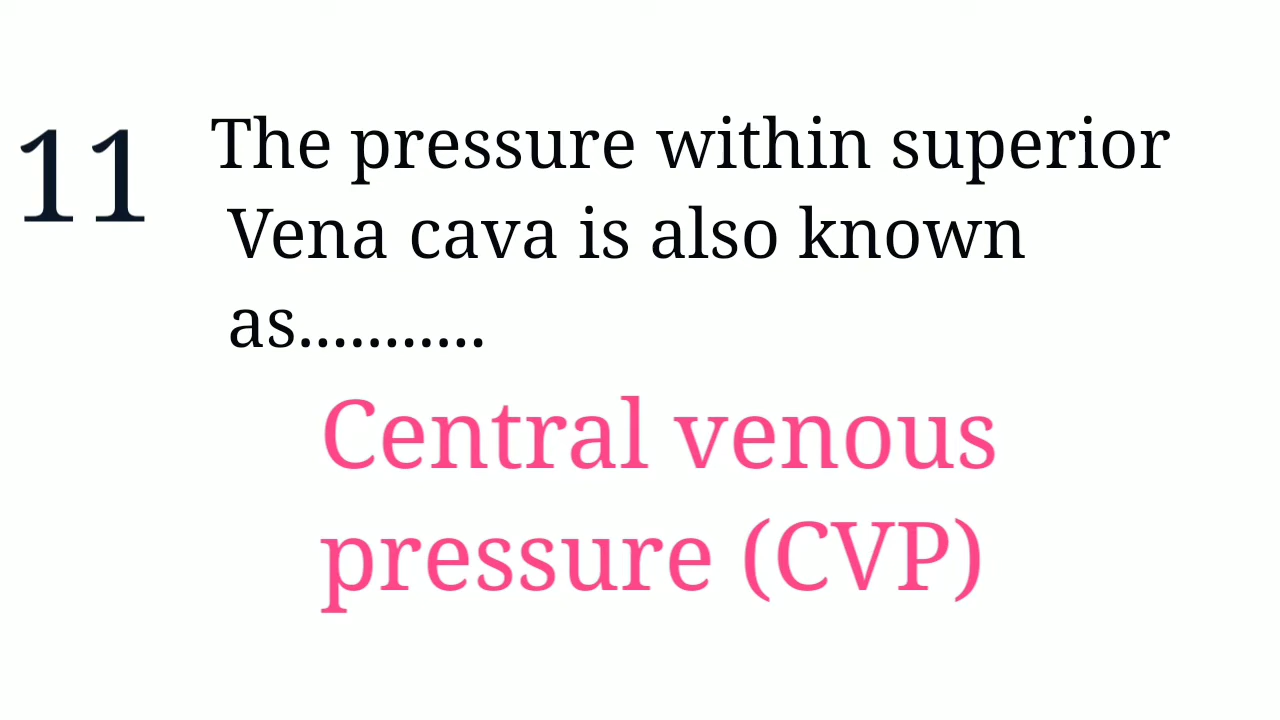 11 The pressure within superior
Vena cava is also known
as...........
Central venous
pressure (CVP)